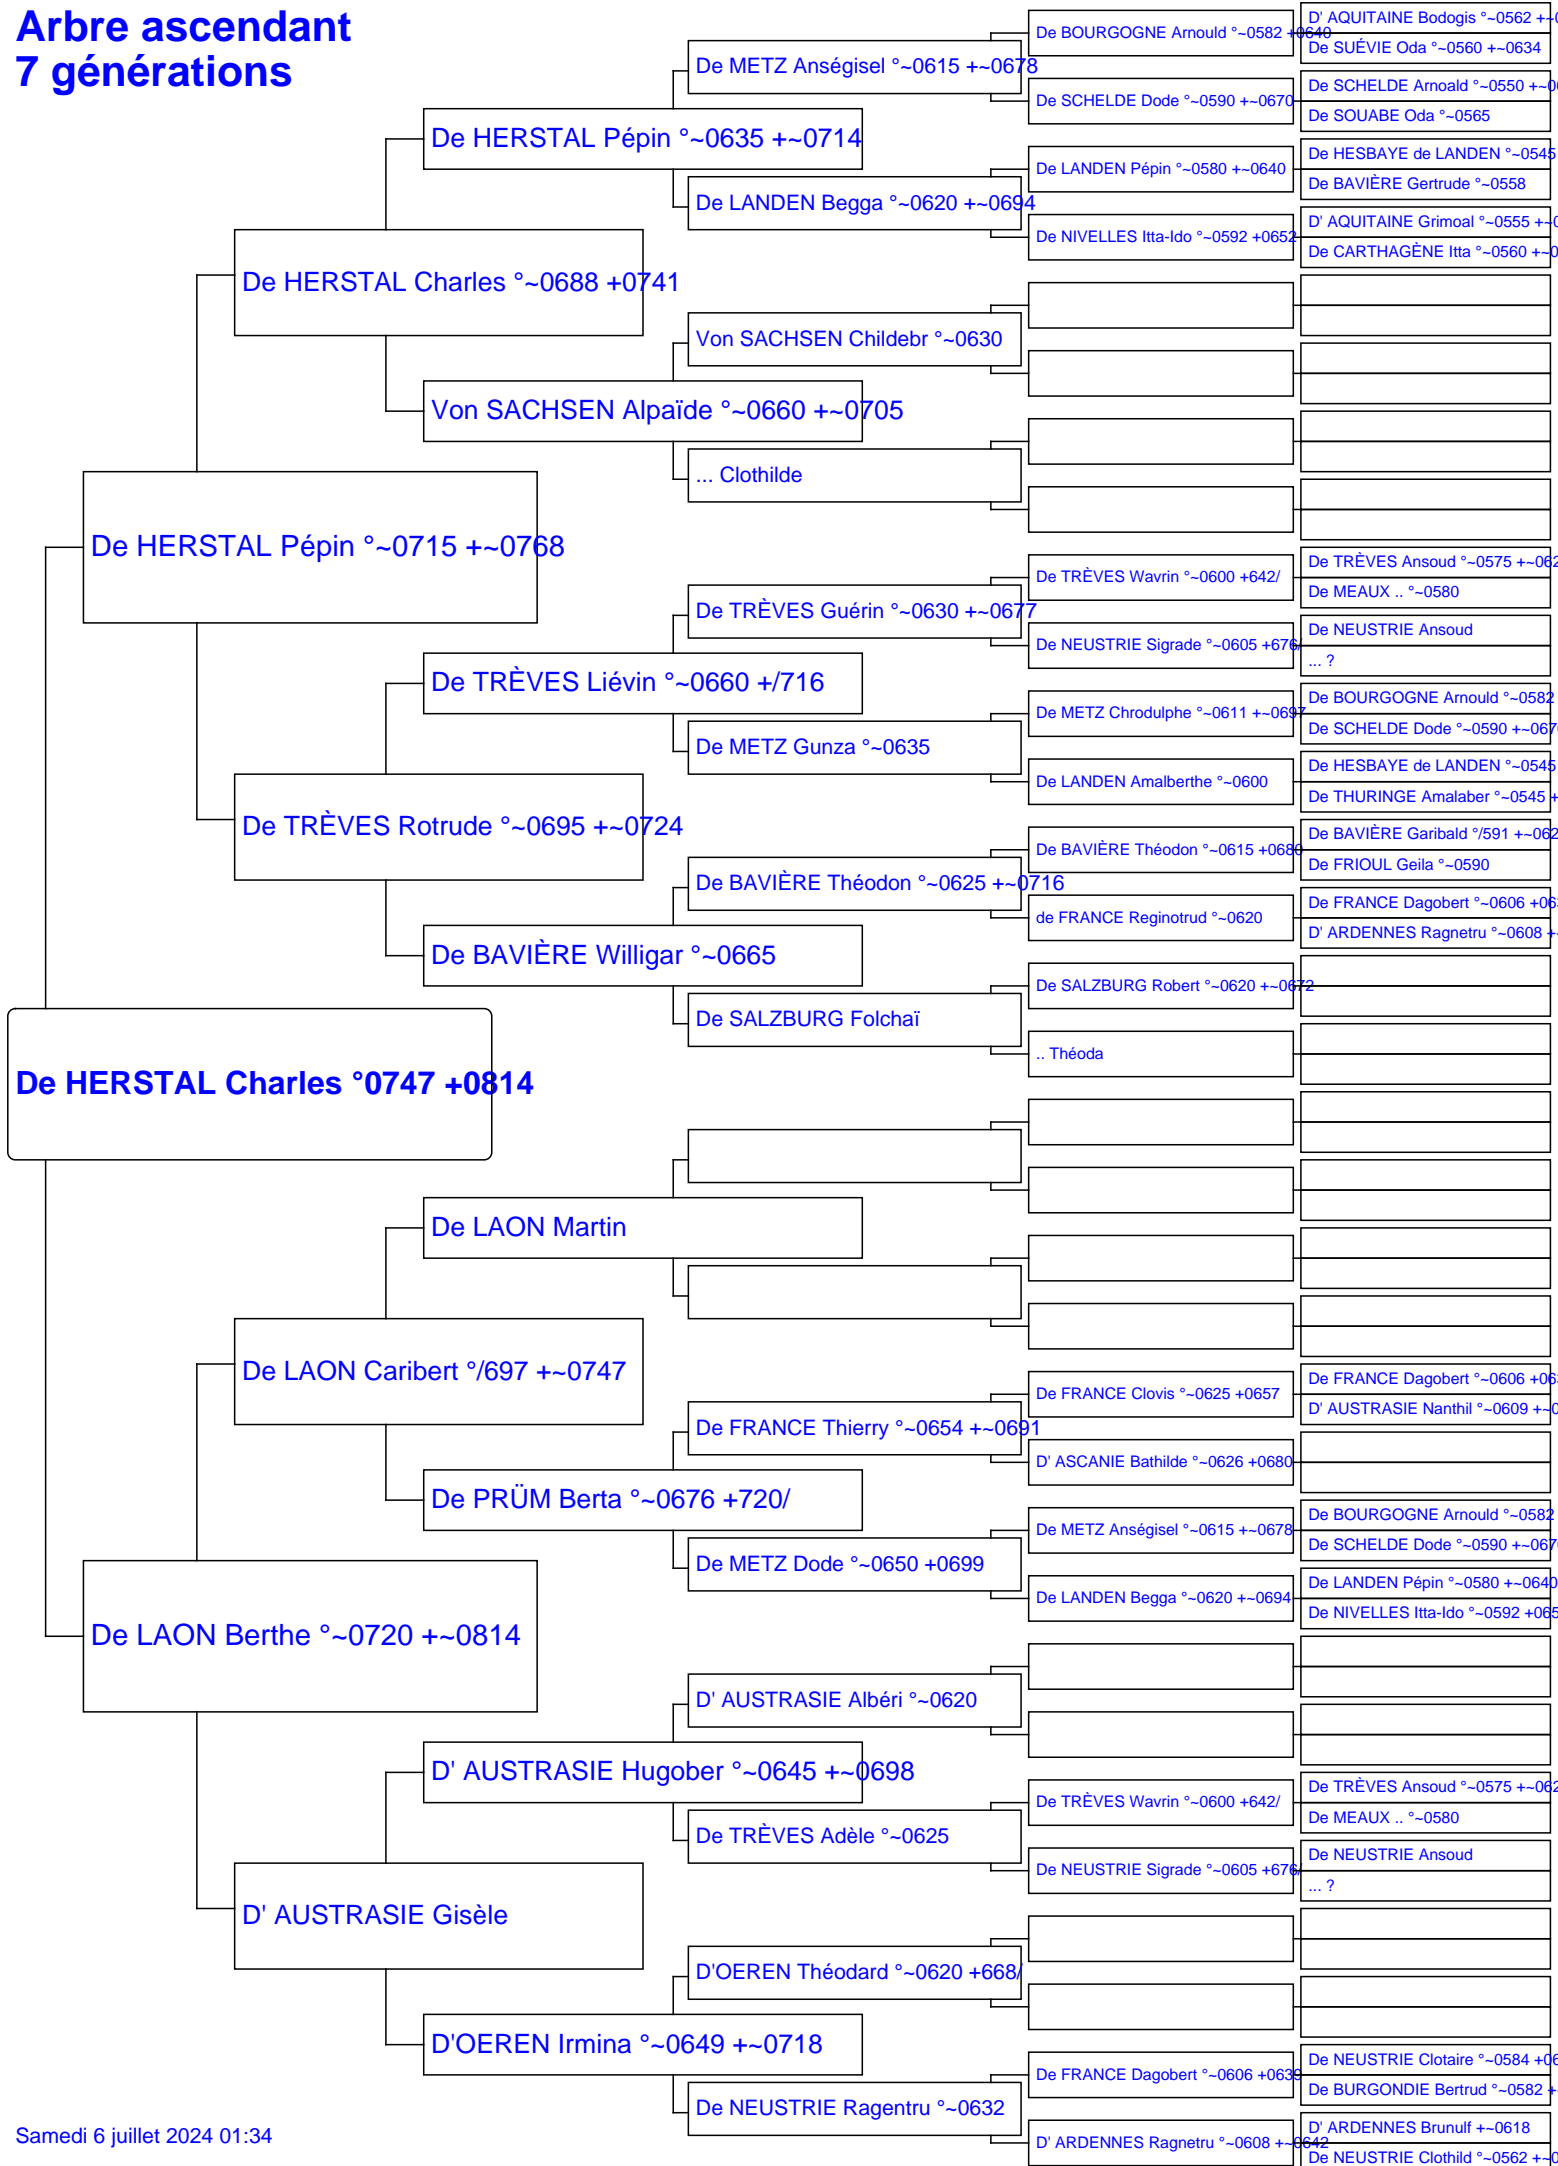 Arbre ascendant
7 générations
De HERSTAL Charles °0747 +0814
De HERSTAL Pépin °~0715 +~0768
De LAON Berthe °~0720 +~0814
De HERSTAL Charles °~0688 +0741
De TRÈVES Rotrude °~0695 +~0724
De LAON Caribert °/697 +~0747
D' AUSTRASIE Gisèle
De HERSTAL Pépin °~0635 +~0714
Von SACHSEN Alpaïde °~0660 +~0705
De TRÈVES Liévin °~0660 +/716
De BAVIÈRE Willigar °~0665
De LAON Martin
De PRÜM Berta °~0676 +720/
D' AUSTRASIE Hugober °~0645 +~0698
D'OEREN Irmina °~0649 +~0718
De METZ Anségisel °~0615 +~0678
De LANDEN Begga °~0620 +~0694
Von SACHSEN Childebr °~0630
... Clothilde
De TRÈVES Guérin °~0630 +~0677
De METZ Gunza °~0635
De BAVIÈRE Théodon °~0625 +~0716
De SALZBURG Folchaï
De FRANCE Thierry °~0654 +~0691
De METZ Dode °~0650 +0699
D' AUSTRASIE Albéri °~0620
De TRÈVES Adèle °~0625
D'OEREN Théodard °~0620 +668/
De NEUSTRIE Ragentru °~0632
De BOURGOGNE Arnould °~0582 +0640
De SCHELDE Dode °~0590 +~0670
De LANDEN Pépin °~0580 +~0640
De NIVELLES Itta-Ido °~0592 +0652
De TRÈVES Wavrin °~0600 +642/
De NEUSTRIE Sigrade °~0605 +676/
De METZ Chrodulphe °~0611 +~0697
De LANDEN Amalberthe °~0600
De BAVIÈRE Théodon °~0615 +0680
de FRANCE Reginotrud °~0620
De SALZBURG Robert °~0620 +~0672
.. Théoda
De FRANCE Clovis °~0625 +0657
D' ASCANIE Bathilde °~0626 +0680
De METZ Anségisel °~0615 +~0678
De LANDEN Begga °~0620 +~0694
De TRÈVES Wavrin °~0600 +642/
De NEUSTRIE Sigrade °~0605 +676/
De FRANCE Dagobert °~0606 +0639
D' ARDENNES Ragnetru °~0608 +~0642
D' AQUITAINE Bodogis °~0562
De SUÉVIE Oda °~0560 +~0634
De SCHELDE Arnoald °~0550
De SOUABE Oda °~0565
De HESBAYE de LANDEN °~0545
De BAVIÈRE Gertrude °~0558
D' AQUITAINE Grimoal °~0555
De CARTHAGÈNE Itta °~0560
De TRÈVES Ansoud °~0575 +~062
De MEAUX .. °~0580
De NEUSTRIE Ansoud
... ?
De BOURGOGNE Arnould °~0582
De SCHELDE Dode °~0590 +~067
De HESBAYE de LANDEN °~0545
De THURINGE Amalaber °~0545 +
De BAVIÈRE Garibald °/591 +~062
De FRIOUL Geila °~0590
De FRANCE Dagobert °~0606 +063
D' ARDENNES Ragnetru °~0608 +
De FRANCE Dagobert °~0606 +063
D' AUSTRASIE Nanthil °~0609 +~0
De BOURGOGNE Arnould °~0582
De SCHELDE Dode °~0590 +~067
De LANDEN Pépin °~0580 +~0640
De NIVELLES Itta-Ido °~0592 +065
De TRÈVES Ansoud °~0575 +~062
De MEAUX .. °~0580
De NEUSTRIE Ansoud
... ?
De NEUSTRIE Clotaire °~0584 +06
De BURGONDIE Bertrud °~0582 +
D' ARDENNES Brunulf +~0618
De NEUSTRIE Clothild °~0562 +~0
Samedi 6 juillet 2024 01:34